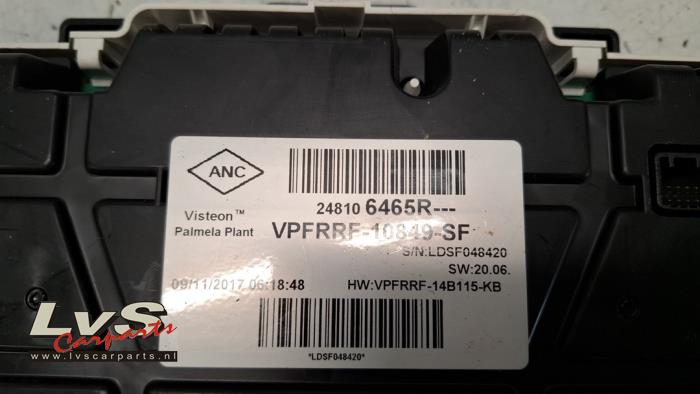 ANC
Visteon™
Palmela Plant
24810 6465R---
VPFRRF-10849-SF
S/N:LDSF048420
SW:20.06.
09/11/2017 06:18:48
HW:VPFRRF-14B115-KB
*LDSF048420*
LvS
Carparts
www.lvscarparts.nl